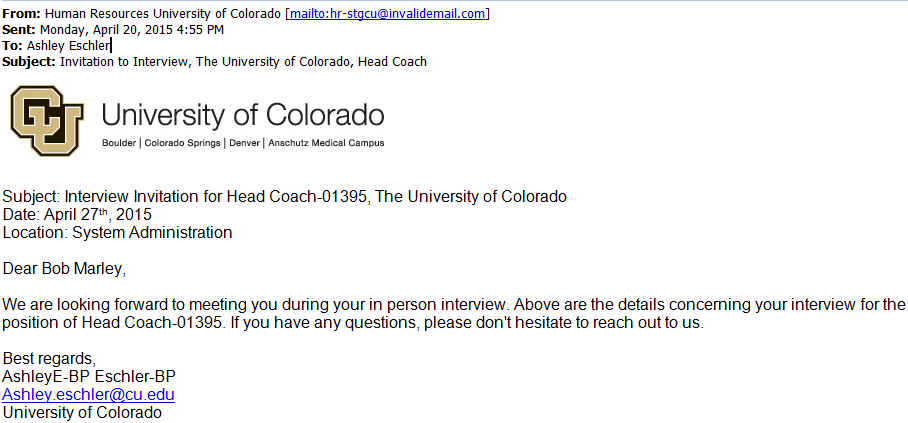 From: Human Resources University of Colorado [mailto:hr-stgcu@invalidemail.com]
Sent: Monday, April 20, 2015 4:55 PM
To: Ashley Eschler
Subject: Invitation to Interview, The University of Colorado, Head Coach
CU
University of Colorado
Boulder | Colorado Springs | Denver | Anschutz Medical Campus
Subject: Interview Invitation for Head Coach-01395, The University of Colorado
Date: April 27th, 2015
Location: System Administration
Dear Bob Marley,
We are looking forward to meeting you during your in person interview. Above are the details concerning your interview for the
position of Head Coach-01395. If you have any questions, please don't hesitate to reach out to us.
Best regards,
AshleyE-BP Eschler-BP
Ashley.eschler@cu.edu
University of Colorado